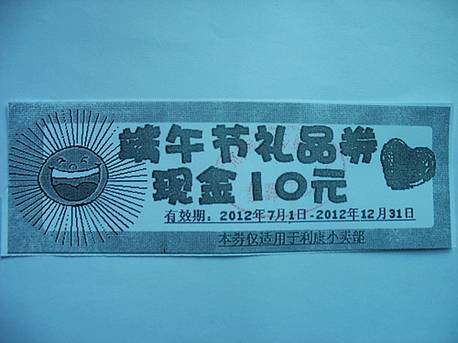 端午节礼品券
现金10元
有效期：2012年7月1日-2012年12月31日
本券仅适用于利康小卖部